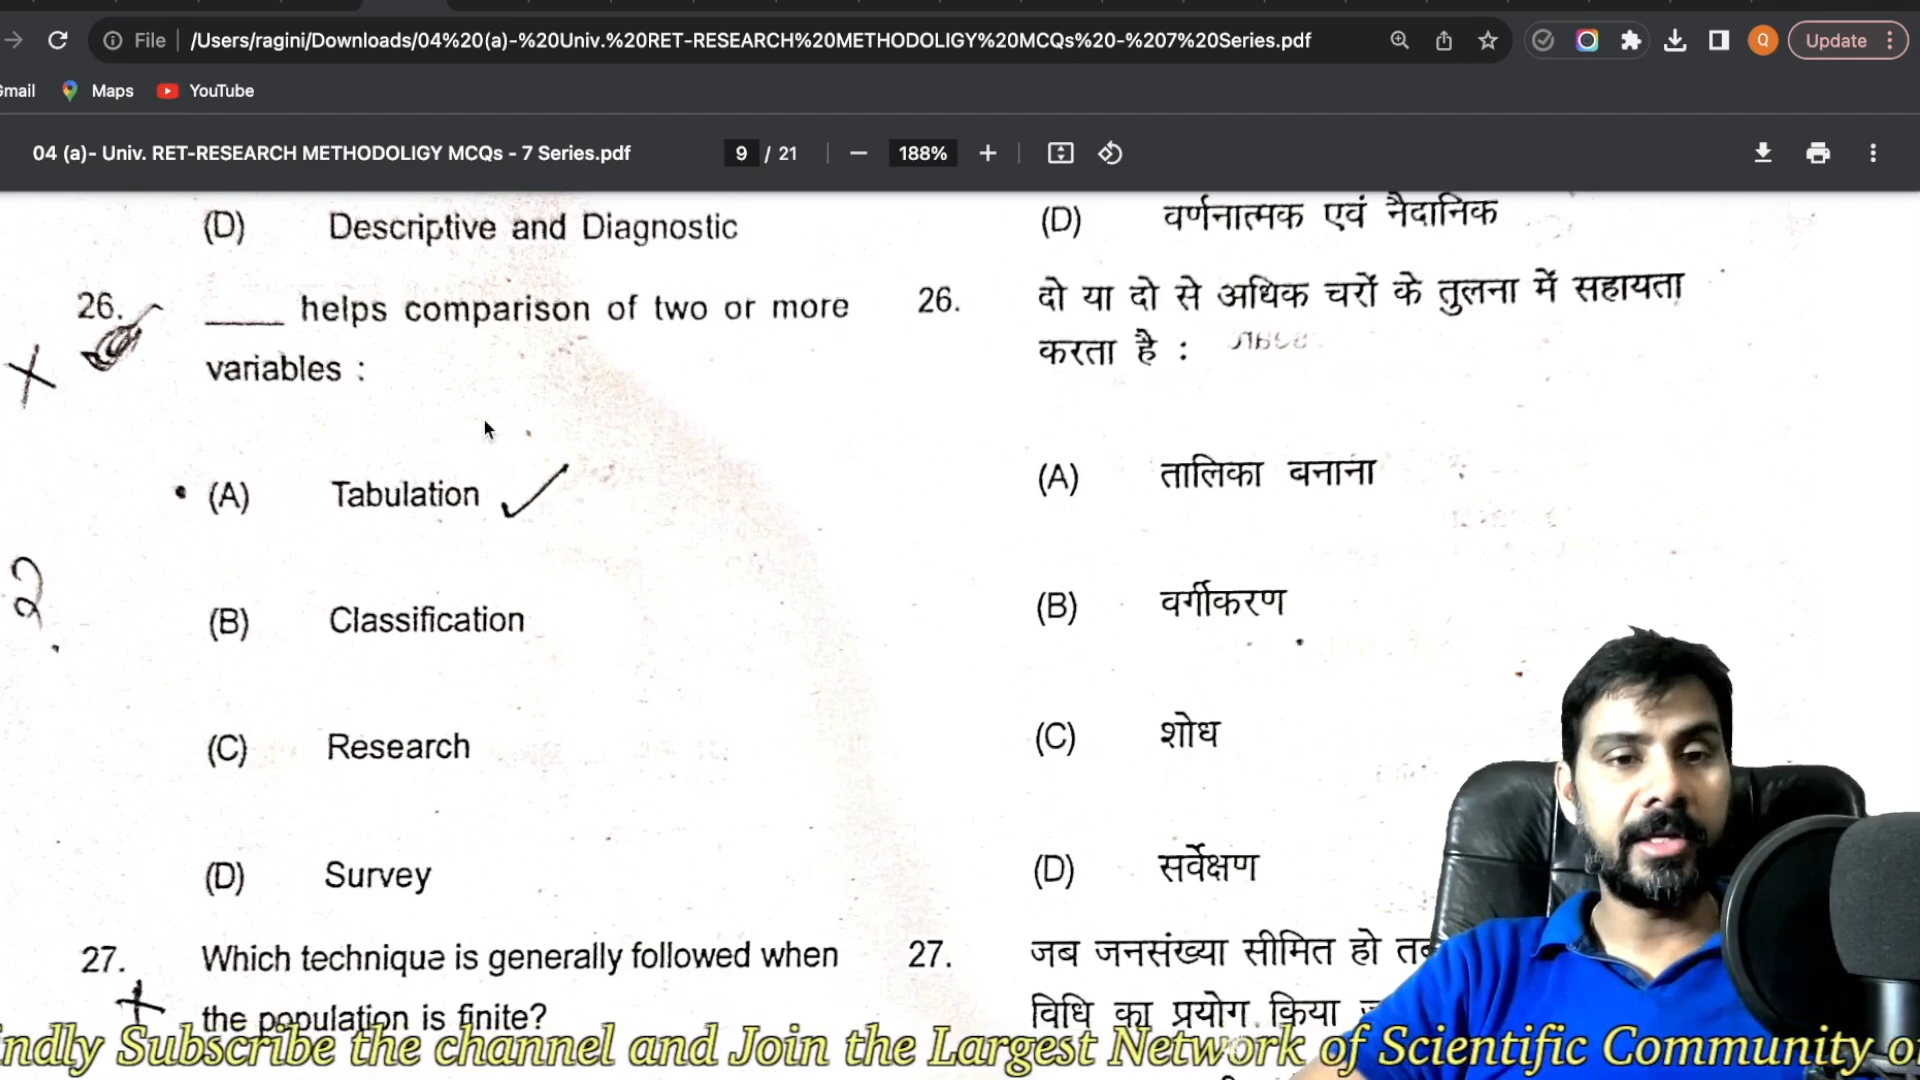 File
/Users/ragini/Downloads/04%20(a)-%20Univ.%20RET-RESEARCH%20METHODOLIGY%20MCQs%20-%207%20Series.pdf
Q
Update
Gmail
Maps
YouTube
04 (a)- Univ. RET-RESEARCH METHODOLIGY MCQs - 7 Series.pdf
9 / 21
188%
(D) Descriptive and Diagnostic
26. ____ helps comparison of two or more
variables :
(A) Tabulation
(B) Classification
(C) Research
(D) Survey
27. Which technique is generally followed when
the population is finite?
(D) वर्णनात्मक एवं नैदानिक
26. दो या दो से अधिक चरों के तुलना में सहायता
करता है :
(A) तालिका बनाना
(B) वर्गीकरण
(C) शोध
(D) सर्वेक्षण
27. जब जनसंख्या सीमित हो
विधि का प्रयोग किया
Subscribe the channel and Join the Largest Network of Scientific Community